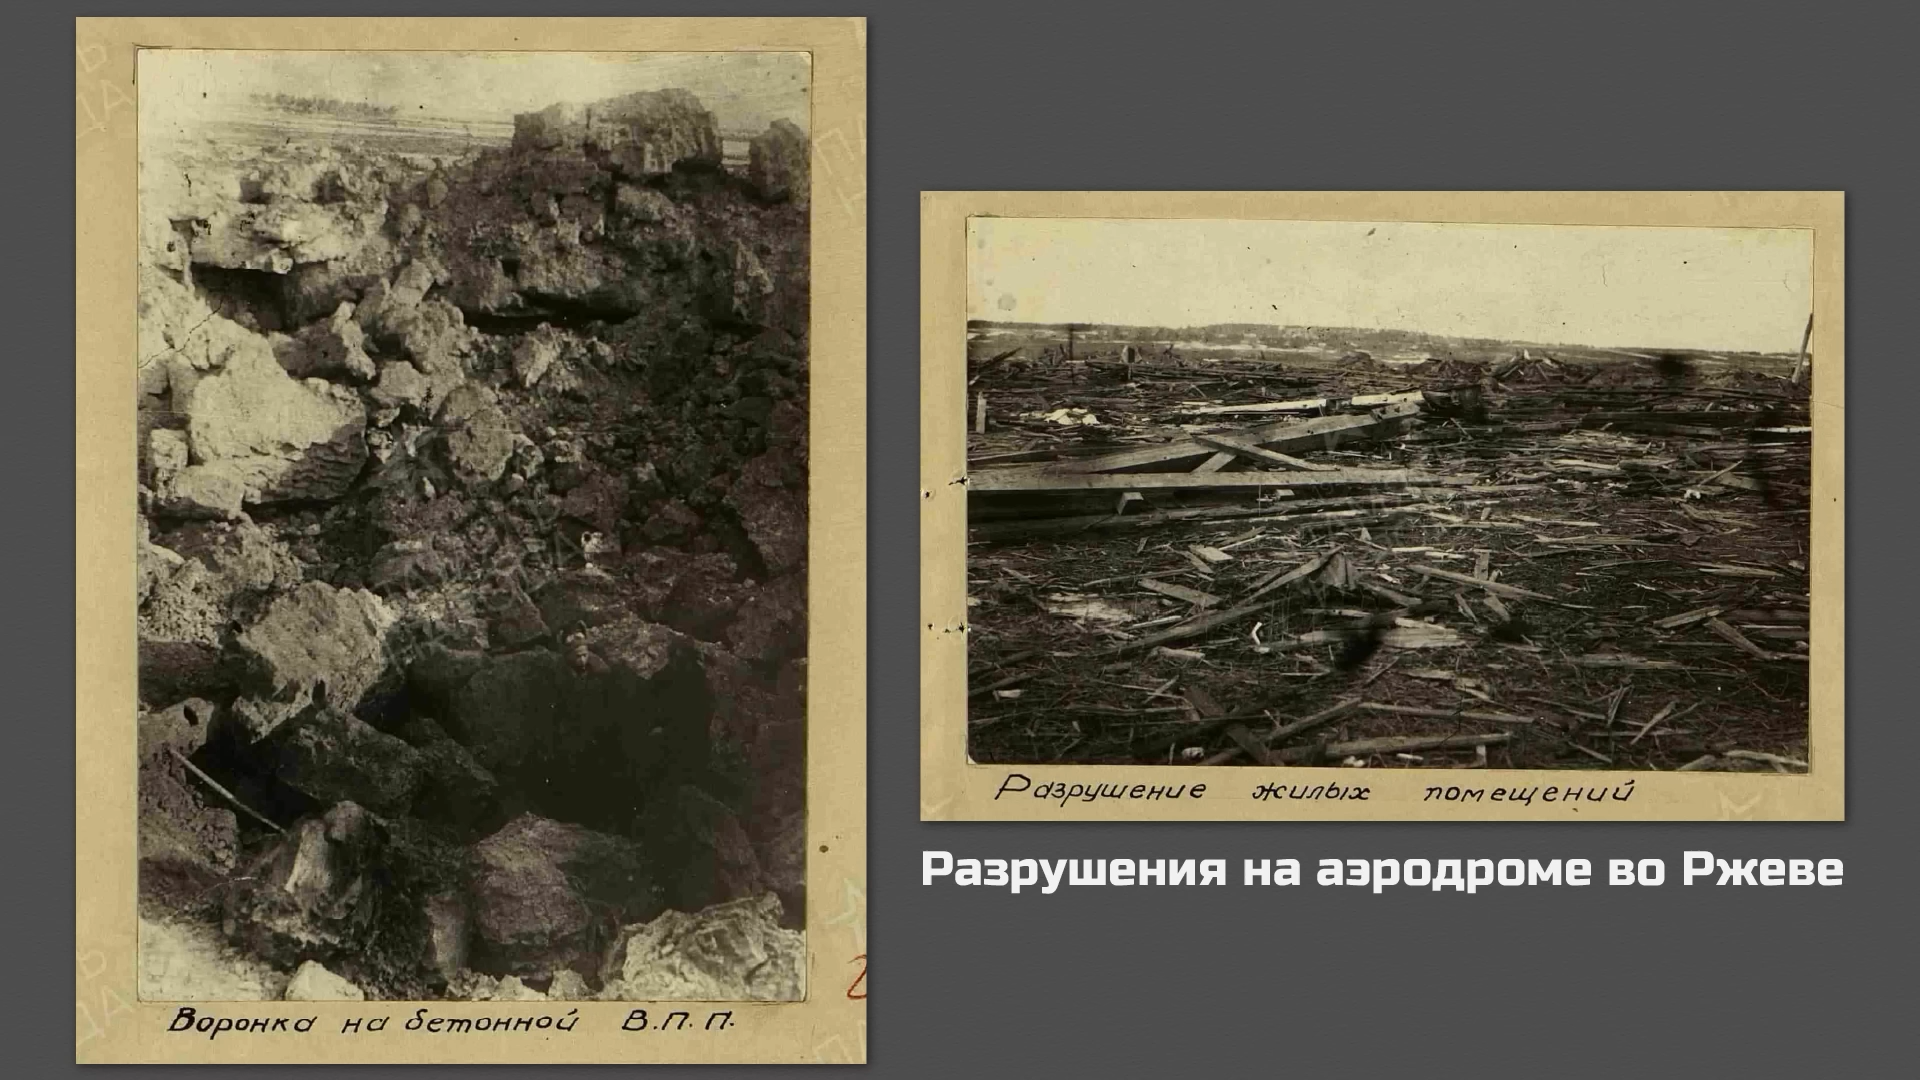 Воронка на бетонной В.П.П.
Разрушение жилых помещений
Разрушения на аэродроме во Ржеве